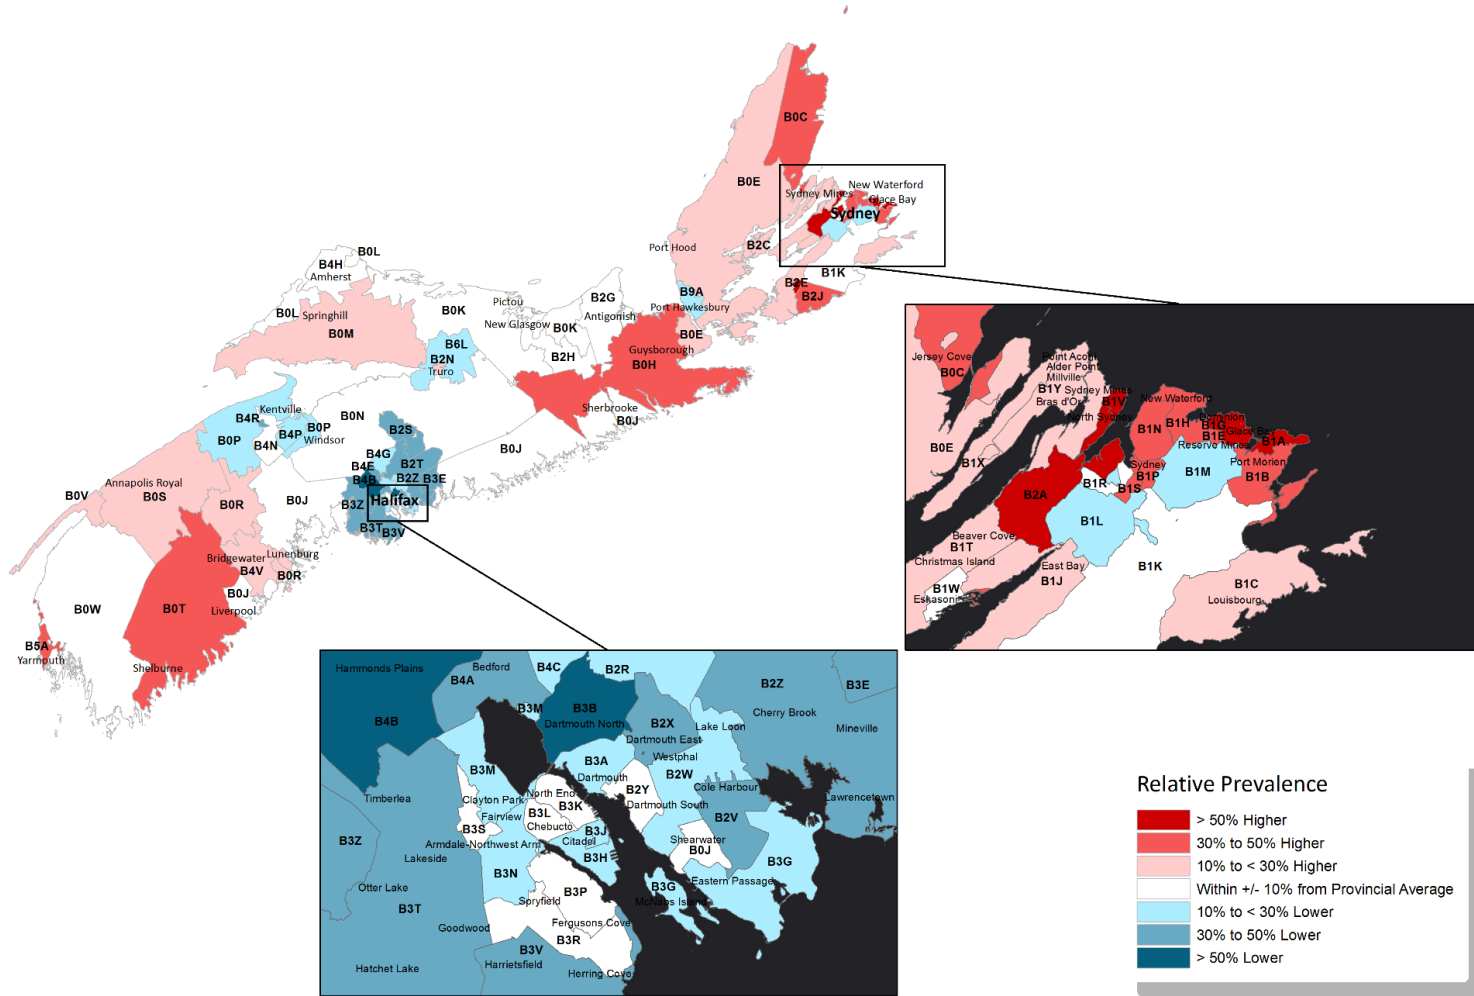 B0C
B0E
New Waterford
Sydney Mines
Glace Bay
Sydney
Port Hood
B2C
B0L
B4H
Amherst
B1K
B2E
B2J
B9A
Port Hawkesbury
B2G
Antigonish
Pictou
B0K
B0L
Springhill
B0M
New Glasgow
B0K
B0E
B6L
B2N
Truro
B2H
Guysborough
B0H
Sherbrooke
B0J
Kentville
B4R
B0N
B0P
B4P
B0P
Windsor
B4N
B2S
B4G
B2T
B4E
B4B
B2Z
B3E
B0J
Annapolis Royal
B0V
B0S
B0R
B0J
B3Z
Halifax
B3T
B3V
Bridgewater
Lunenburg
B4V
B0R
B0J
Liverpool
B0W
B0T
B5A
Yarmouth
Shelburne
Jersey Cove
B0C
Point Aconi
Alder Point
Millville
B1Y
Sydney Mines
Bras d'Or
B1V
North Sydney
New Waterford
B1N
B1H
Dominion
B1G
Glace Bay
B1E
B1A
Reserve Mines
B0E
B1X
Sydney
B1P
B1M
Port Morien
B1B
B2A
B1R
B1S
B1L
Beaver Cove
B1T
Christmas Island
East Bay
B1J
B1K
B1W
Eskasoni
B1C
Louisbourg
Hammonds Plains
Bedford
B4C
B2R
B4A
B2Z
B3E
B4B
B3M
B3B
Dartmouth North
B2X
Lake Loon
Cherry Brook
Dartmouth East
Mineville
Westphal
B3M
B3A
Dartmouth
B2W
Timberlea
Clayton Park
North End
B2Y
Cole Harbour
Lawrencetown
B3K
Dartmouth South
Fairview
B3L
B2V
B3S
Chebucto
B3J
B3Z
Armdale-Northwest Arm
Citadel
Shearwater
B0J
Lakeside
B3H
B3G
B3N
Otter Lake
B3P
B3G
Eastern Passage
B3T
Spryfield
McNabs Island
Goodwood
Fergusons Cove
B3R
B3V
Harrietsfield
Hatchet Lake
Herring Cove
Relative Prevalence
> 50% Higher
30% to 50% Higher
10% to < 30% Higher
Within +/- 10% from Provincial Average
10% to < 30% Lower
30% to 50% Lower
> 50% Lower